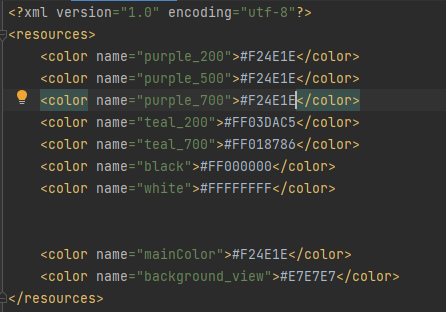 <?xml version="1.0" encoding="utf-8"?>
<resources>
<color name="purple_200">#F24E1E</color>
<color name="purple_500">#F24E1E</color>
<color name="purple_700">#F24E1E</color>
<color name="teal_200">#FF03DAC5</color>
<color name="teal_700">#FF018786</color>
<color name="black">#FF000000</color>
<color name="white">#FFFFFFFF</color>
<color name="mainColor">#F24E1E</color>
<color name="background_view">#E7E7E7</color>
</resources>